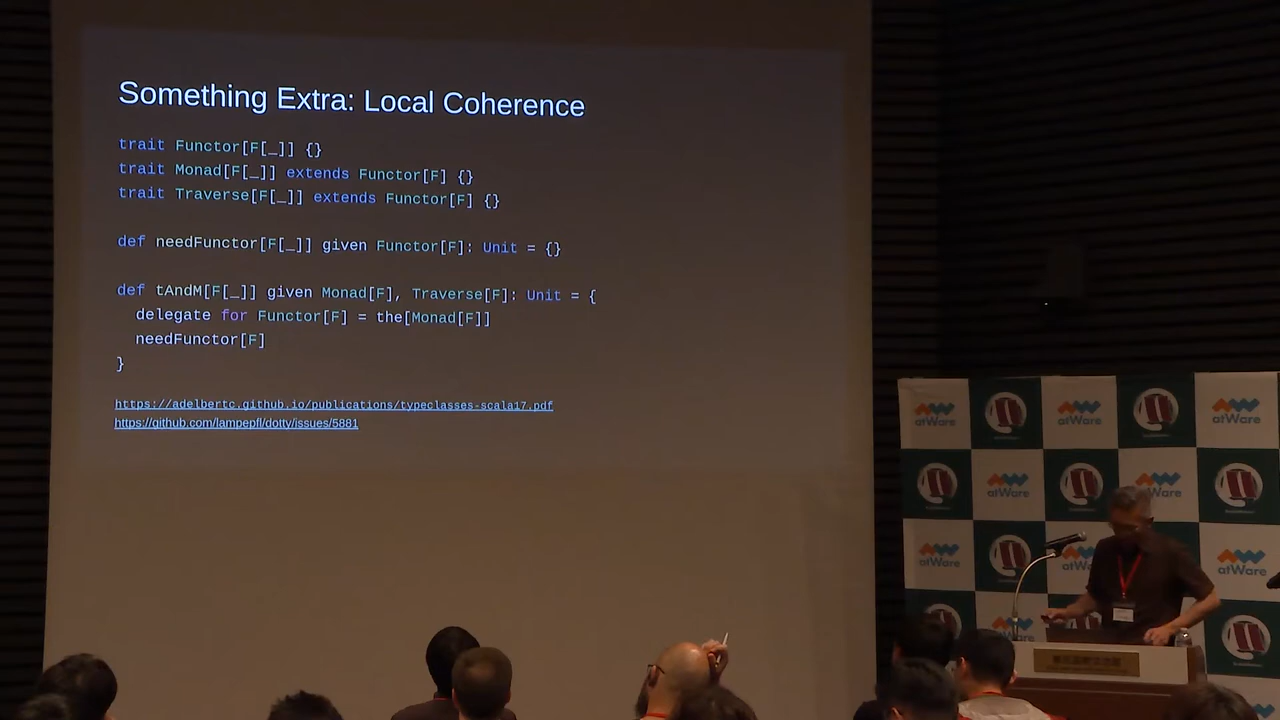 Something Extra: Local Coherence
trait Functor[F[_]] {}
trait Monad[F[_]] extends Functor[F] {}
trait Traverse[F[_]] extends Functor[F] {}
def needFunctor[F[_]] given Functor[F]: Unit = {}
def tAndM[F[_]] given Monad[F], Traverse[F]: Unit = {
delegate for Functor[F] = the[Monad[F]]
needFunctor[F]
}
https://adelbertc.github.io/publications/typeclasses-scala17.pdf
https://github.com/lampepfl/dotty/issues/5881
atWare
atWare
atWare
atWare
atWare
atWare
atWare